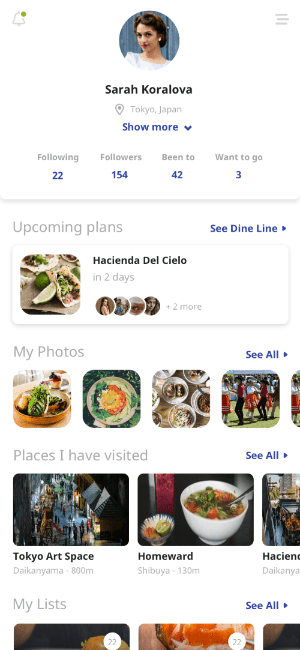 Sarah Koralova
Tokyo, Japan
Show more
Following Followers Been to Want to go
22 154 42 3
Upcoming plans See Dine Line
Hacienda Del Cielo
in 2 days
+ 2 more
My Photos See All
Places I have visited See All
Tokyo Art Space Homeward Hacienc
Daikanyama - 800m Shibuya - 130m Daikanya
My Lists See All
22 22